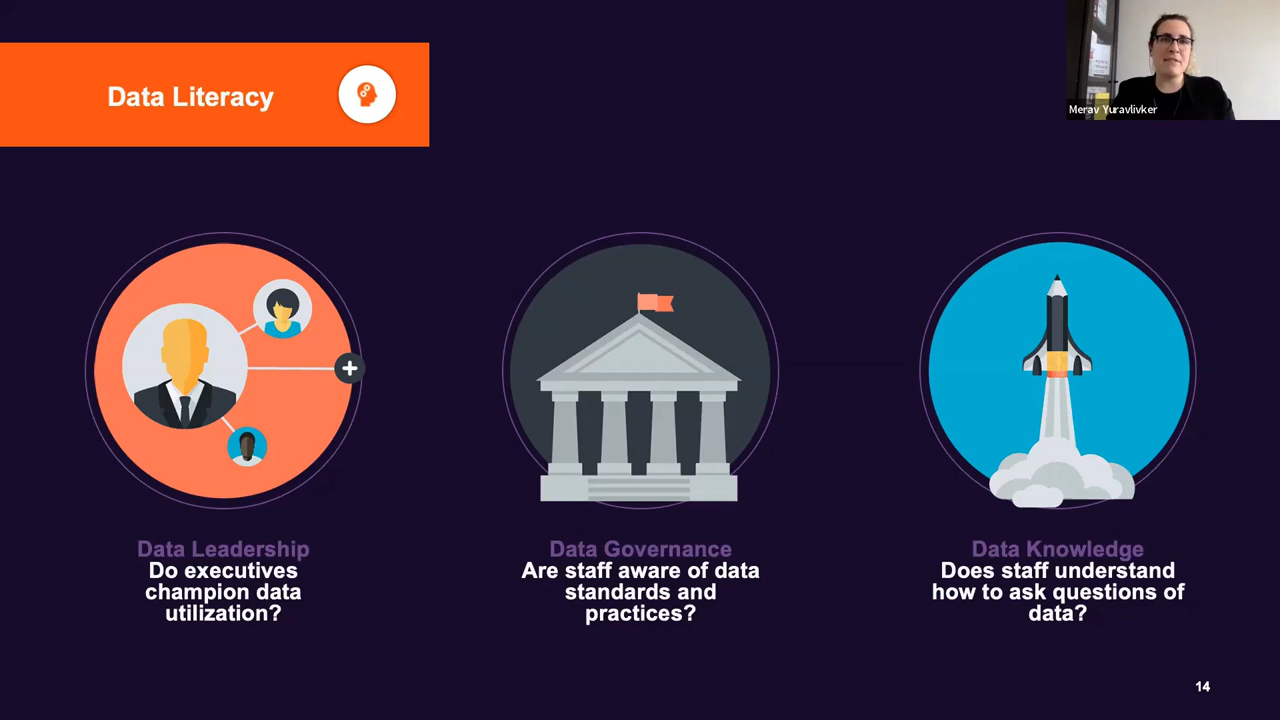 Data Literacy
Merav Yuravlivker
Data Leadership
Do executives
champion data
utilization?
Data Governance
Are staff aware of data
standards and
practices?
Data Knowledge
Does staff understand
how to ask questions of
data?
14